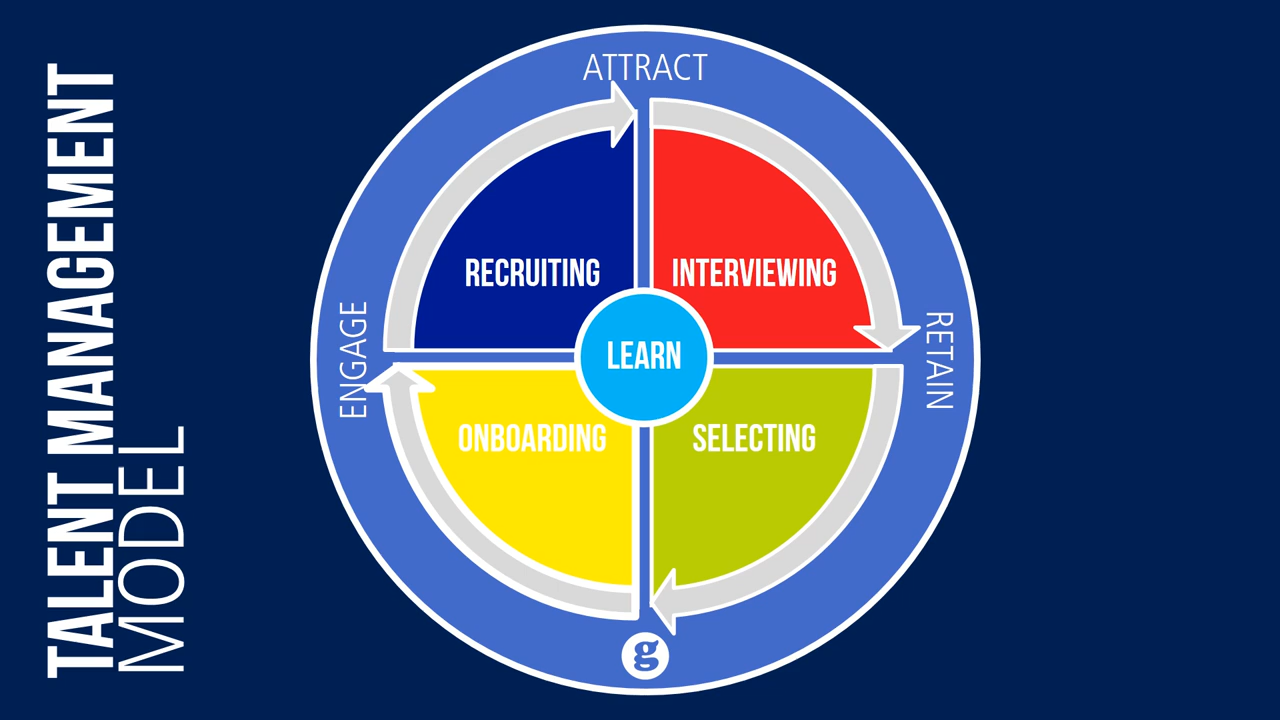 TALENT MANAGEMENT
MODEL
ATTRACT
RECRUITING
INTERVIEWING
ENGAGE
LEARN
RETAIN
ONBOARDING
SELECTING
g